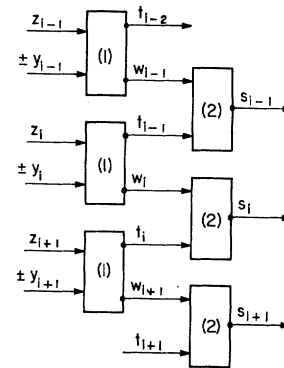 z_{i-1} t_{i-2}
± y_{i-1} (1) w_{i-1}
(2) s_{i-1}
z_i t_{i-1}
± y_i (1) w_i
(2) s_i
z_{i+1} t_i
± y_{i+1} (1) w_{i+1}
(2) s_{i+1}
t_{i+1}